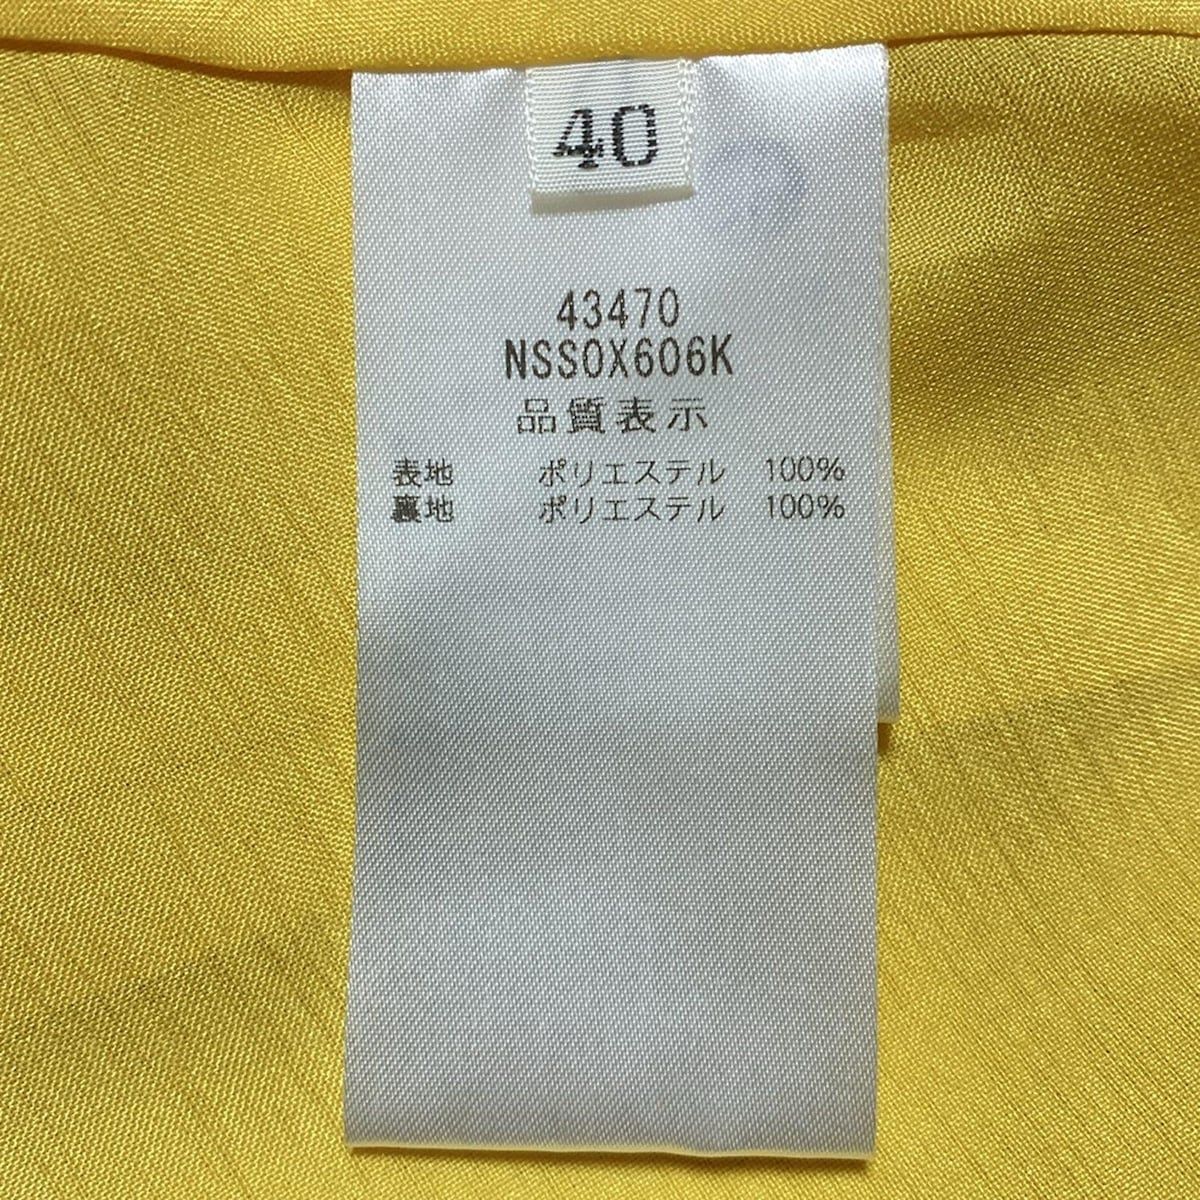 40
43470
NSSOX606K
品質表示
表地 ポリエステル 100%
裏地 ポリエステル 100%